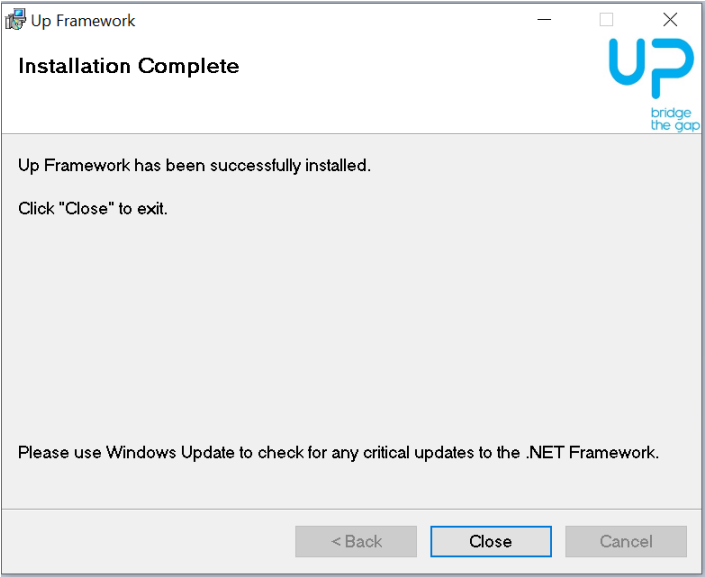 Up Framework
Installation Complete
UP
bridge
the gap
Up Framework has been successfully installed.
Click "Close" to exit.
Please use Windows Update to check for any critical updates to the .NET Framework.
< Back
Close
Cancel